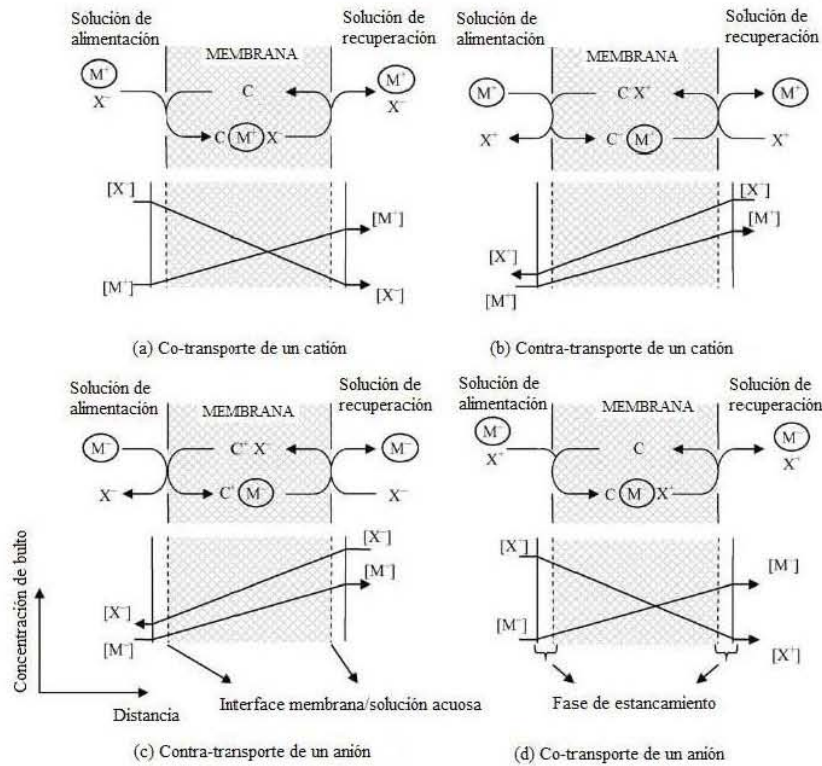 Solución de
alimentación
MEMBRANA
Solución de
recuperación
M⁺
X⁻
C
C M⁺ X⁻
M⁺
X⁻
[X⁻]
[M⁺]
[M⁺]
[X⁻]
(a) Co-transporte de un catión
Solución de
alimentación
MEMBRANA
Solución de
recuperación
M⁺
X⁺
C X⁺
C⁻ M⁺
M⁺
X⁺
[X⁺]
[M⁺]
[X⁺]
[M⁺]
(b) Contra-transporte de un catión
Solución de
alimentación
MEMBRANA
Solución de
recuperación
M⁻
X⁻
C⁺ X⁻
C⁺ M⁻
M⁻
X⁻
[X⁻]
[M⁻]
[X⁻]
[M⁻]
Concentración de bulto
Distancia
Interface membrana/solución acuosa
(c) Contra-transporte de un anión
Solución de
alimentación
MEMBRANA
Solución de
recuperación
M⁻
X⁺
C
C M⁻ X⁺
M⁻
X⁺
[M⁻]
[M⁻]
[X⁺]
Fase de estancamiento
(d) Co-transporte de un anión